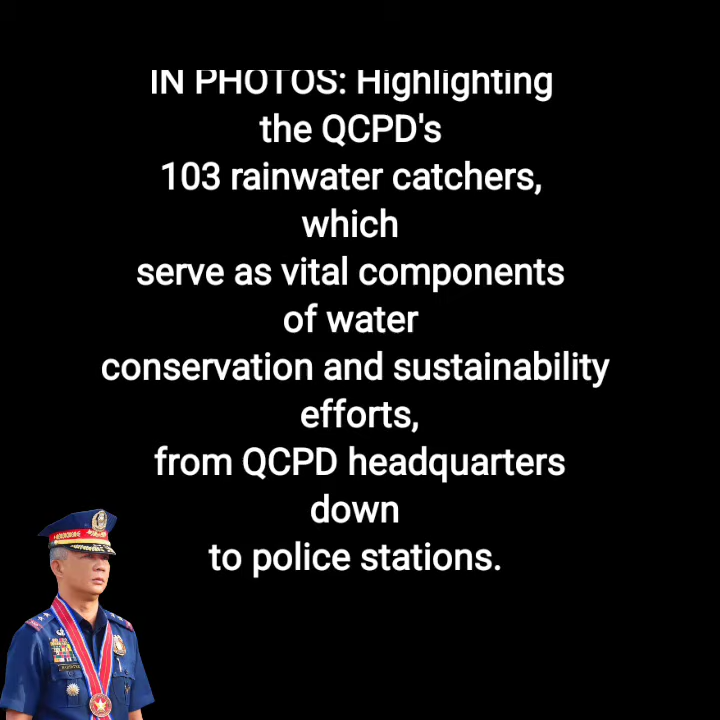 IN PHOTOS: Highlighting
the QCPD's
103 rainwater catchers,
which
serve as vital components
of water
conservation and sustainability
efforts,
from QCPD headquarters
down
to police stations.